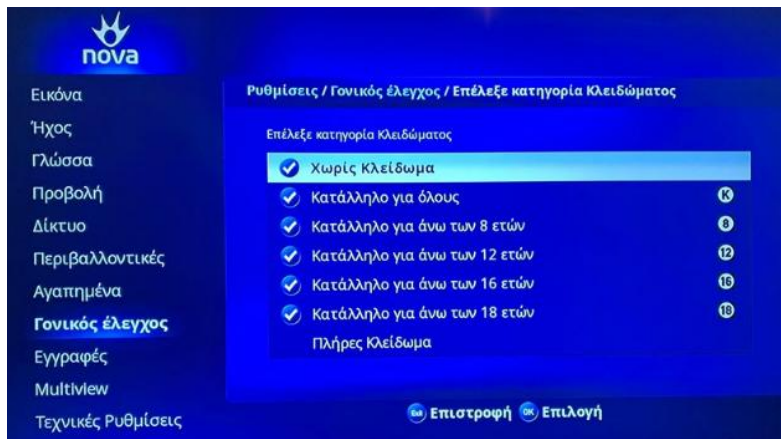 nova
Εικόνα
Ήχος
Γλώσσα
Προβολή
Δίκτυο
Περιβαλλοντικές
Αγαπημένα
Γονικός έλεγχος
Εγγραφές
Multiview
Τεχνικές Ρυθμίσεις
Ρυθμίσεις / Γονικός έλεγχος / Επέλεξε κατηγορία Κλειδώματος
Επέλεξε κατηγορία Κλειδώματος
Χωρίς Κλείδωμα
Κατάλληλο για όλους K
Κατάλληλο για άνω των 8 ετών 8
Κατάλληλο για άνω των 12 ετών 12
Κατάλληλο για άνω των 16 ετών 16
Κατάλληλο για άνω των 18 ετών 18
Πλήρες Κλείδωμα
Exit Επιστροφή OK Επιλογή